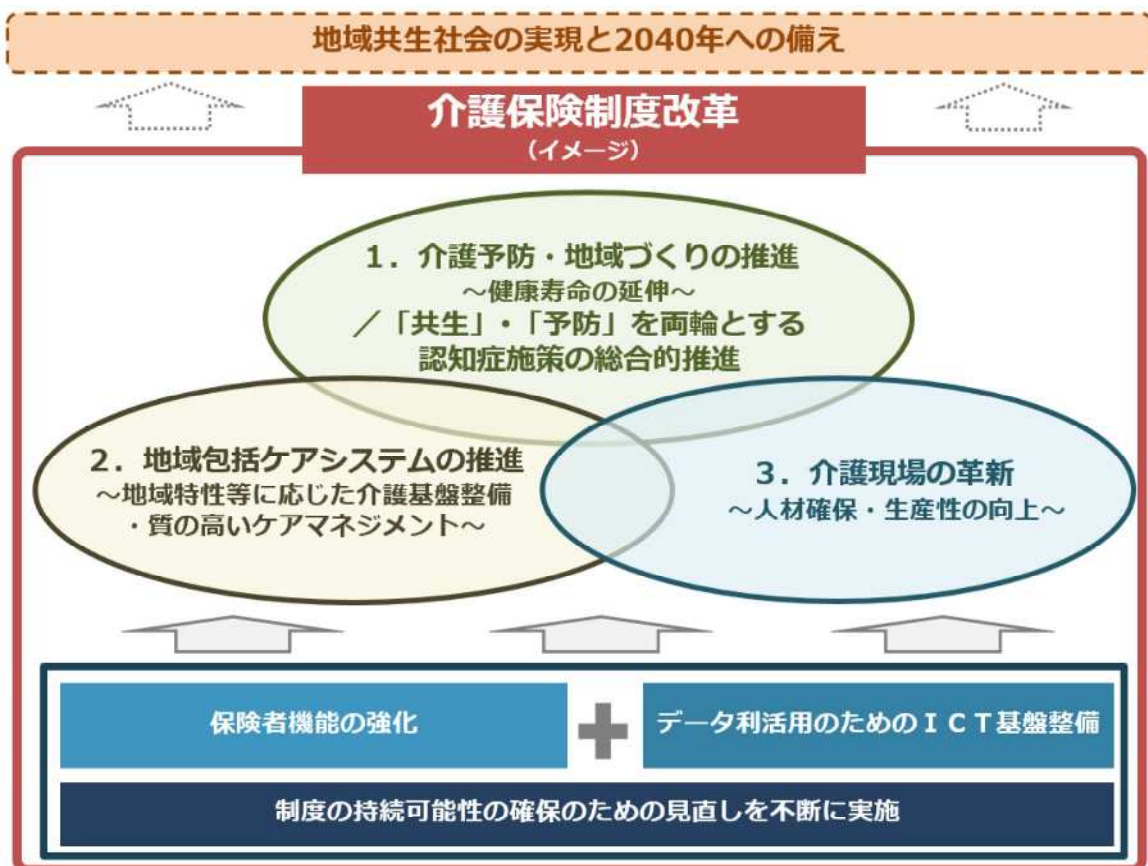 地域共生社会の実現と2040年への備え
介護保険制度改革
(イメージ)
1．介護予防・地域づくりの推進
～健康寿命の延伸～
／「共生」・「予防」を両輪とする
認知症施策の総合的推進
2．地域包括ケアシステムの推進
～地域特性等に応じた介護基盤整備
・質の高いケアマネジメント～
3．介護現場の革新
～人材確保・生産性の向上～
保険者機能の強化
データ利活用のためのＩＣＴ基盤整備
制度の持続可能性の確保のための見直しを不断に実施